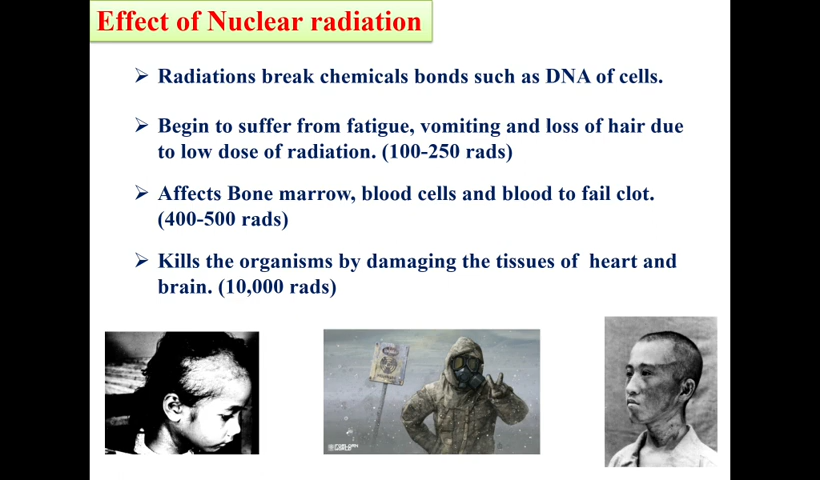 Effect of Nuclear radiation
Radiations break chemicals bonds such as DNA of cells.
Begin to suffer from fatigue, vomiting and loss of hair due
to low dose of radiation. (100-250 rads)
Affects Bone marrow, blood cells and blood to fail clot.
(400-500 rads)
Kills the organisms by damaging the tissues of heart and
brain. (10,000 rads)